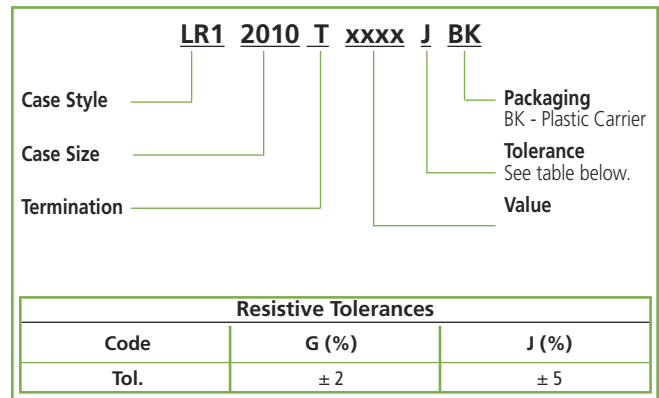 LR1 2010 T xxxx J BK
Case Style
Case Size
Termination
Packaging
BK - Plastic Carrier
Tolerance
See table below.
Value
Resistive Tolerances
Code G (%) J (%)
Tol. ± 2 ± 5